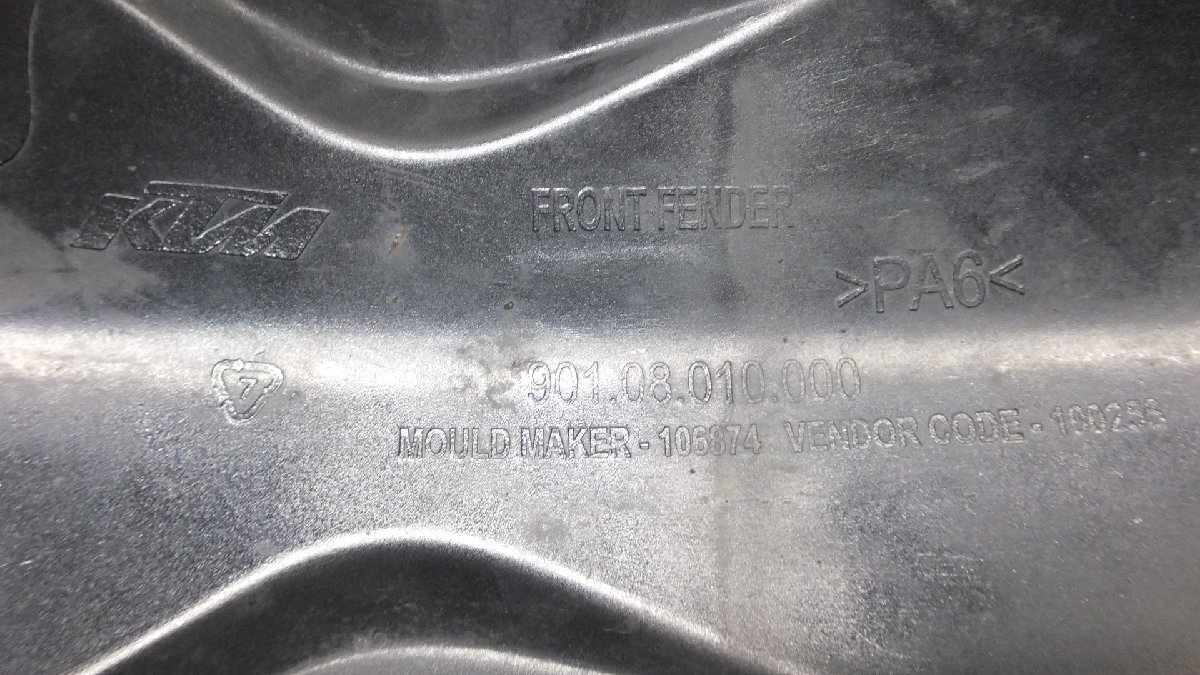 KTM
FRONT FENDER
>PA6<
7
901.08.010.000
MOULD MAKER - 106874 VENDOR CODE - 100256